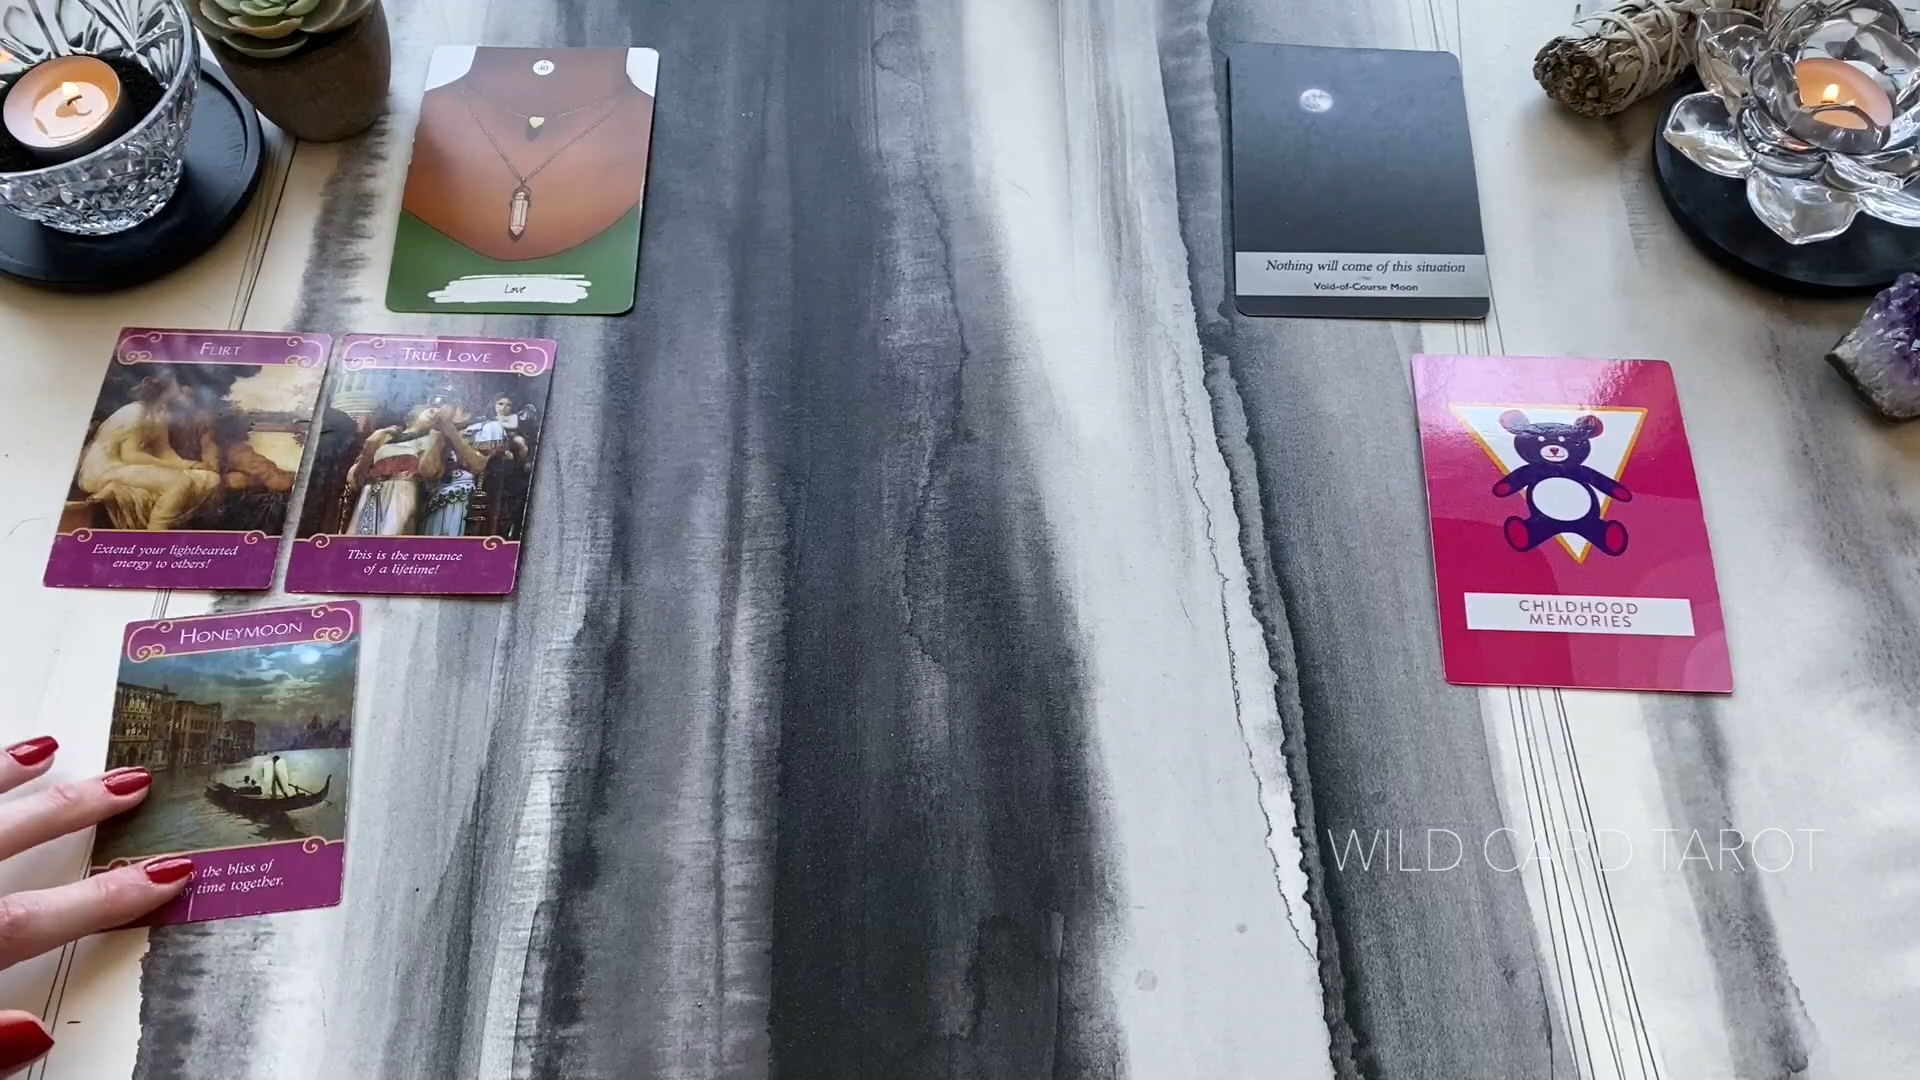 40
Love
Nothing will come of this situation
Void-of-Course Moon
FLIRT
Extend your lighthearted
energy to others!
TRUE LOVE
This is the romance
of a lifetime!
CHILDHOOD
MEMORIES
HONEYMOON
the bliss of
time together.
WILD CARD TAROT